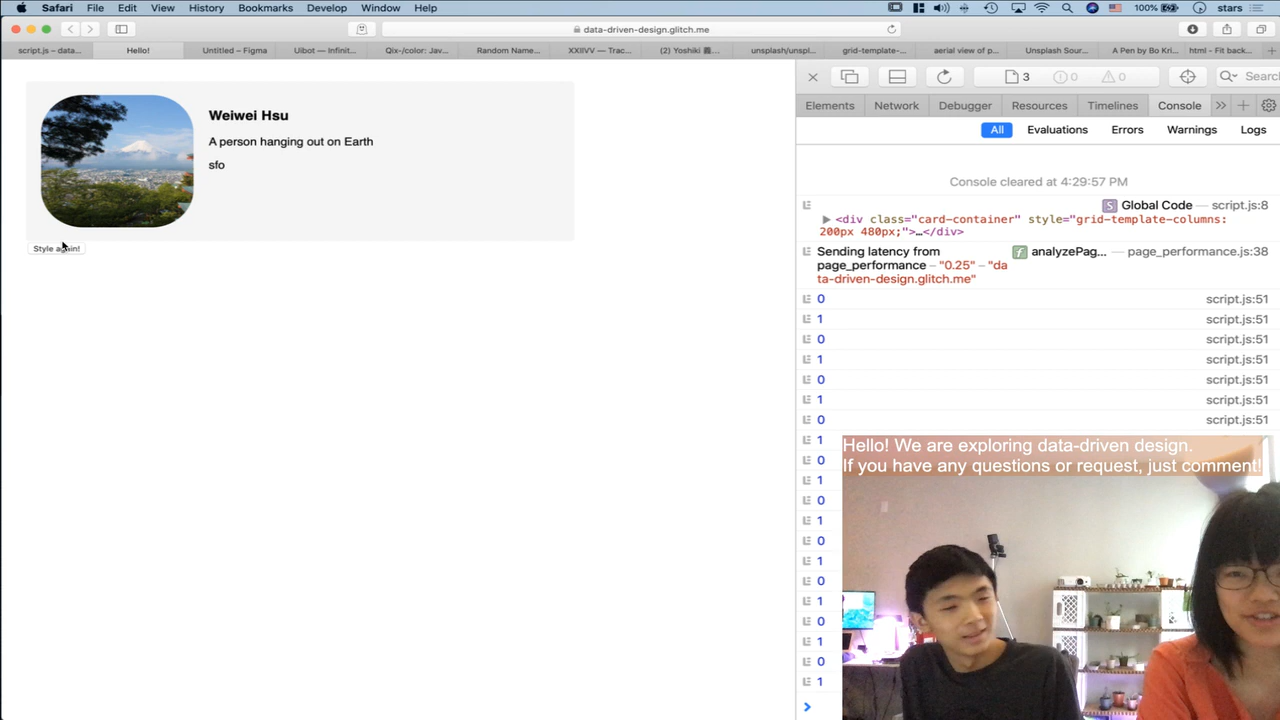 Safari File Edit View History Bookmarks Develop Window Help 100% stars
data-driven-design.glitch.me
script.js – data... Hello! Untitled – Figma Uibot — Infinit... Qix-/color: Jav... Random Name... XXIIVV — Trac... unsplash/unspl... grid-template-... aerial view of p... Unsplash Sour... A Pen by Bo Kri... html - Fit back...
3 0 0 Searc
Elements Network Debugger Resources Timelines Console
All Evaluations Errors Warnings Logs
Weiwei Hsu
A person hanging out on Earth
sfo
Style again!
Console cleared at 4:29:57 PM
S Global Code — script.js:8
<div class="card-container" style="grid-template-columns:
200px 480px;">…</div>
Sending latency from f analyzePag... — page_performance.js:38
page_performance – "0.25" – "da
ta-driven-design.glitch.me"
0 script.js:51
1 script.js:51
0 script.js:51
1 script.js:51
0 script.js:51
1 script.js:51
0 script.js:51
1
0
1
0
1
0
1
0
1
0
1
0
1
Hello! We are exploring data-driven design.
If you have any questions or request, just comment!